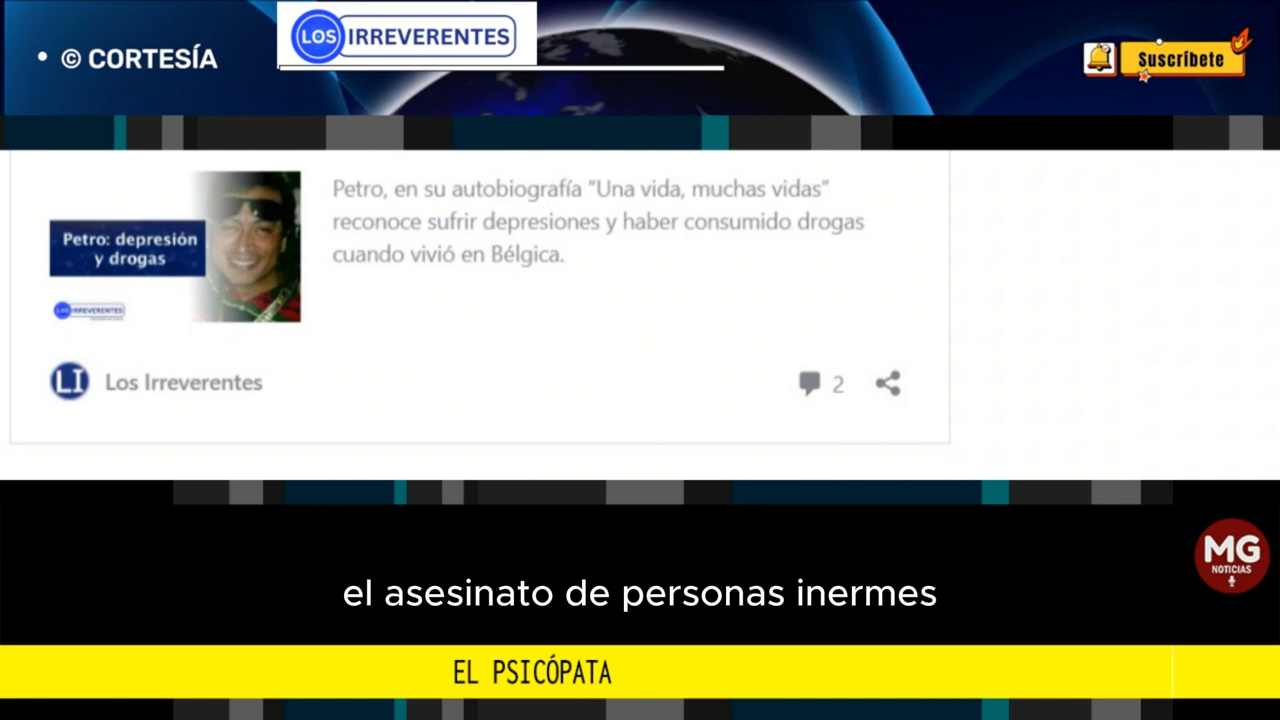 • © CORTESÍA
LOS IRREVERENTES
Suscríbete
Petro, en su autobiografía “Una vida, muchas vidas”
reconoce sufrir depresiones y haber consumido drogas
cuando vivió en Bélgica.
Petro: depresión
y drogas
LOS IRREVERENTES
LI Los Irreverentes
2
MG
NOTICIAS
el asesinato de personas inermes
EL PSICÓPATA